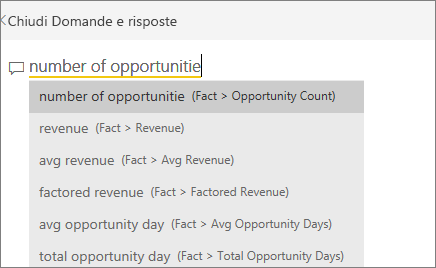 Chiudi Domande e risposte
number of opportunitie
number of opportunitie (Fact > Opportunity Count)
revenue (Fact > Revenue)
avg revenue (Fact > Avg Revenue)
factored revenue (Fact > Factored Revenue)
avg opportunity day (Fact > Avg Opportunity Days)
total opportunity day (Fact > Total Opportunity Days)